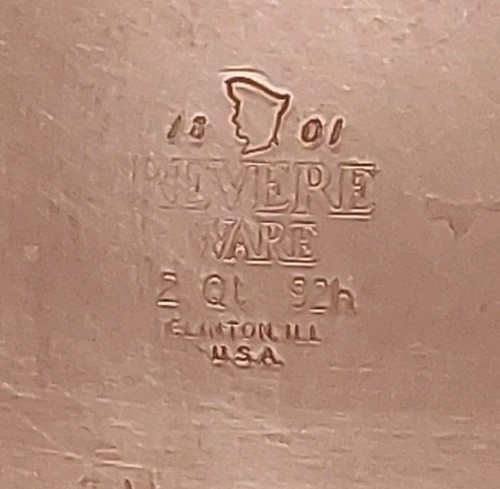 18 01
REVERE
WARE
2 Qt 92h
CLINTON, ILL
U.S.A.